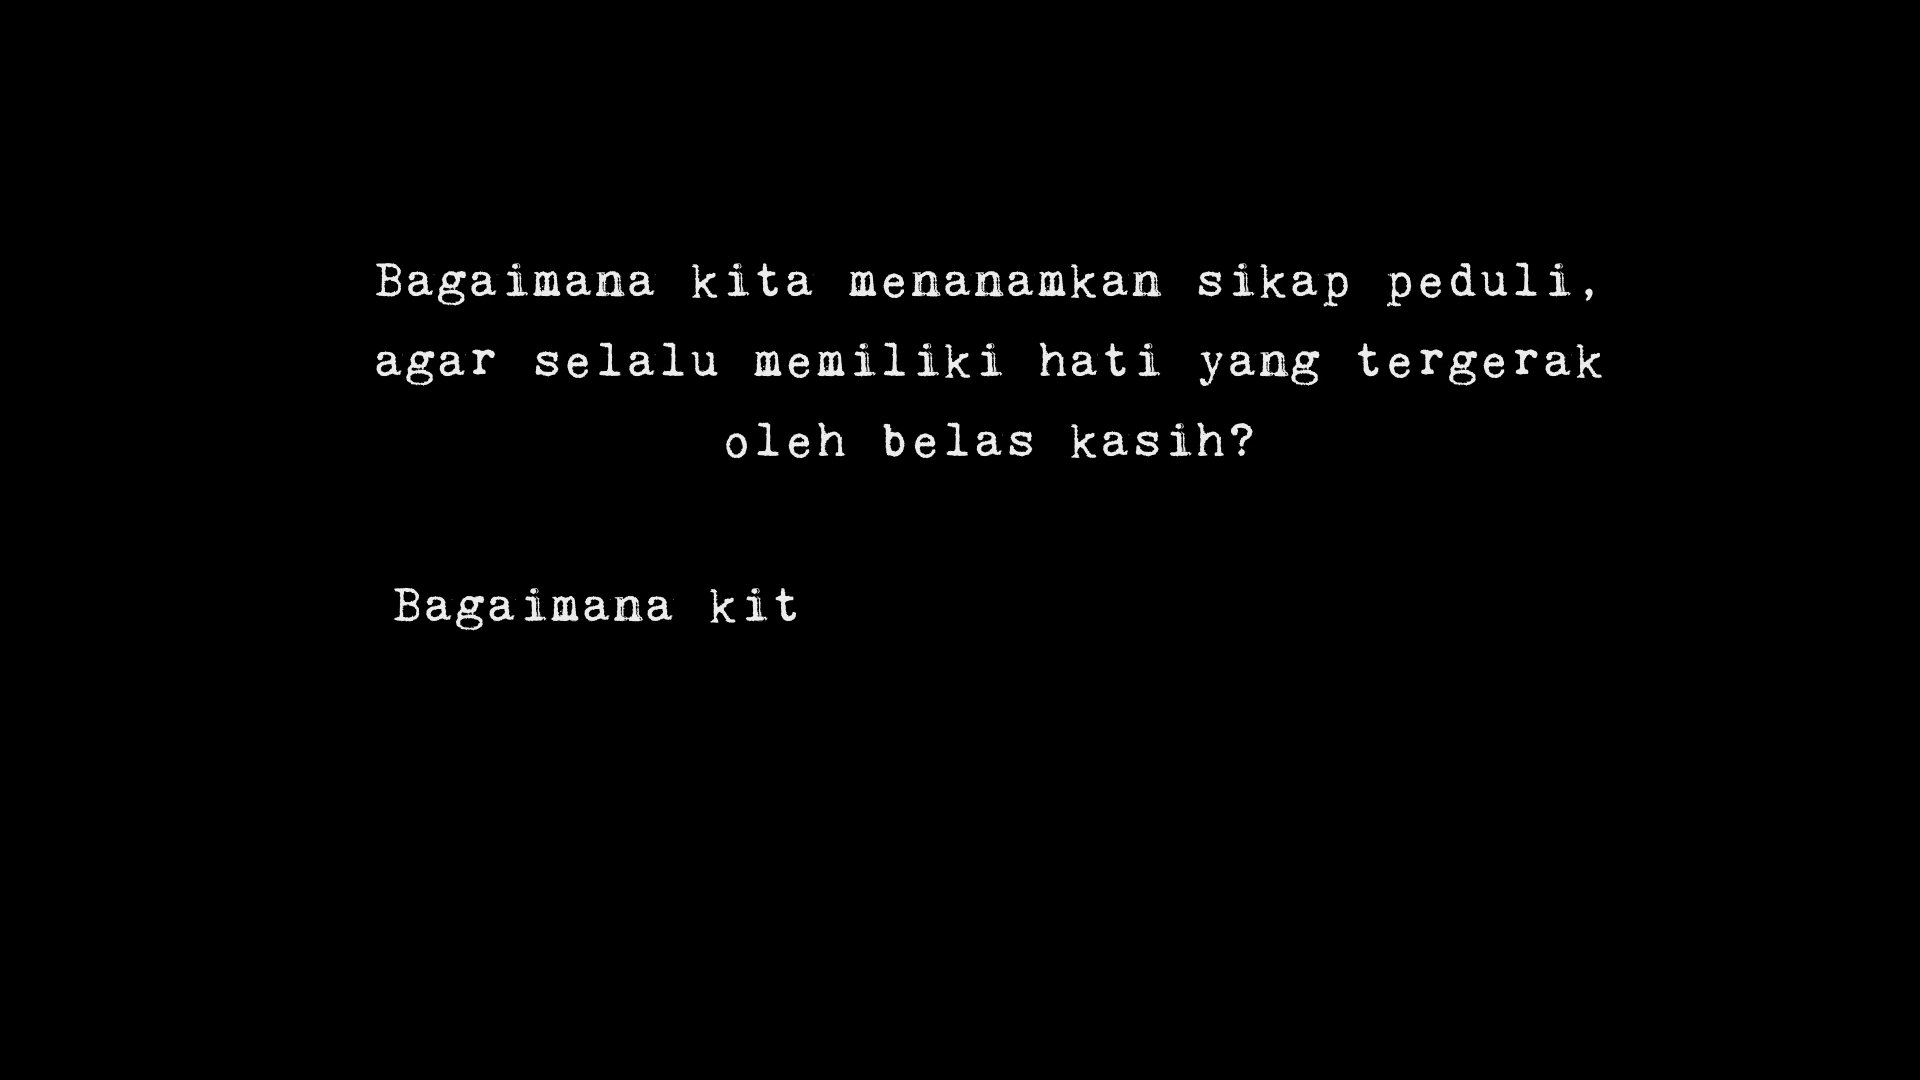 Bagaimana kita menanamkan sikap peduli,
agar selalu memiliki hati yang tergerak
oleh belas kasih?
Bagaimana kit